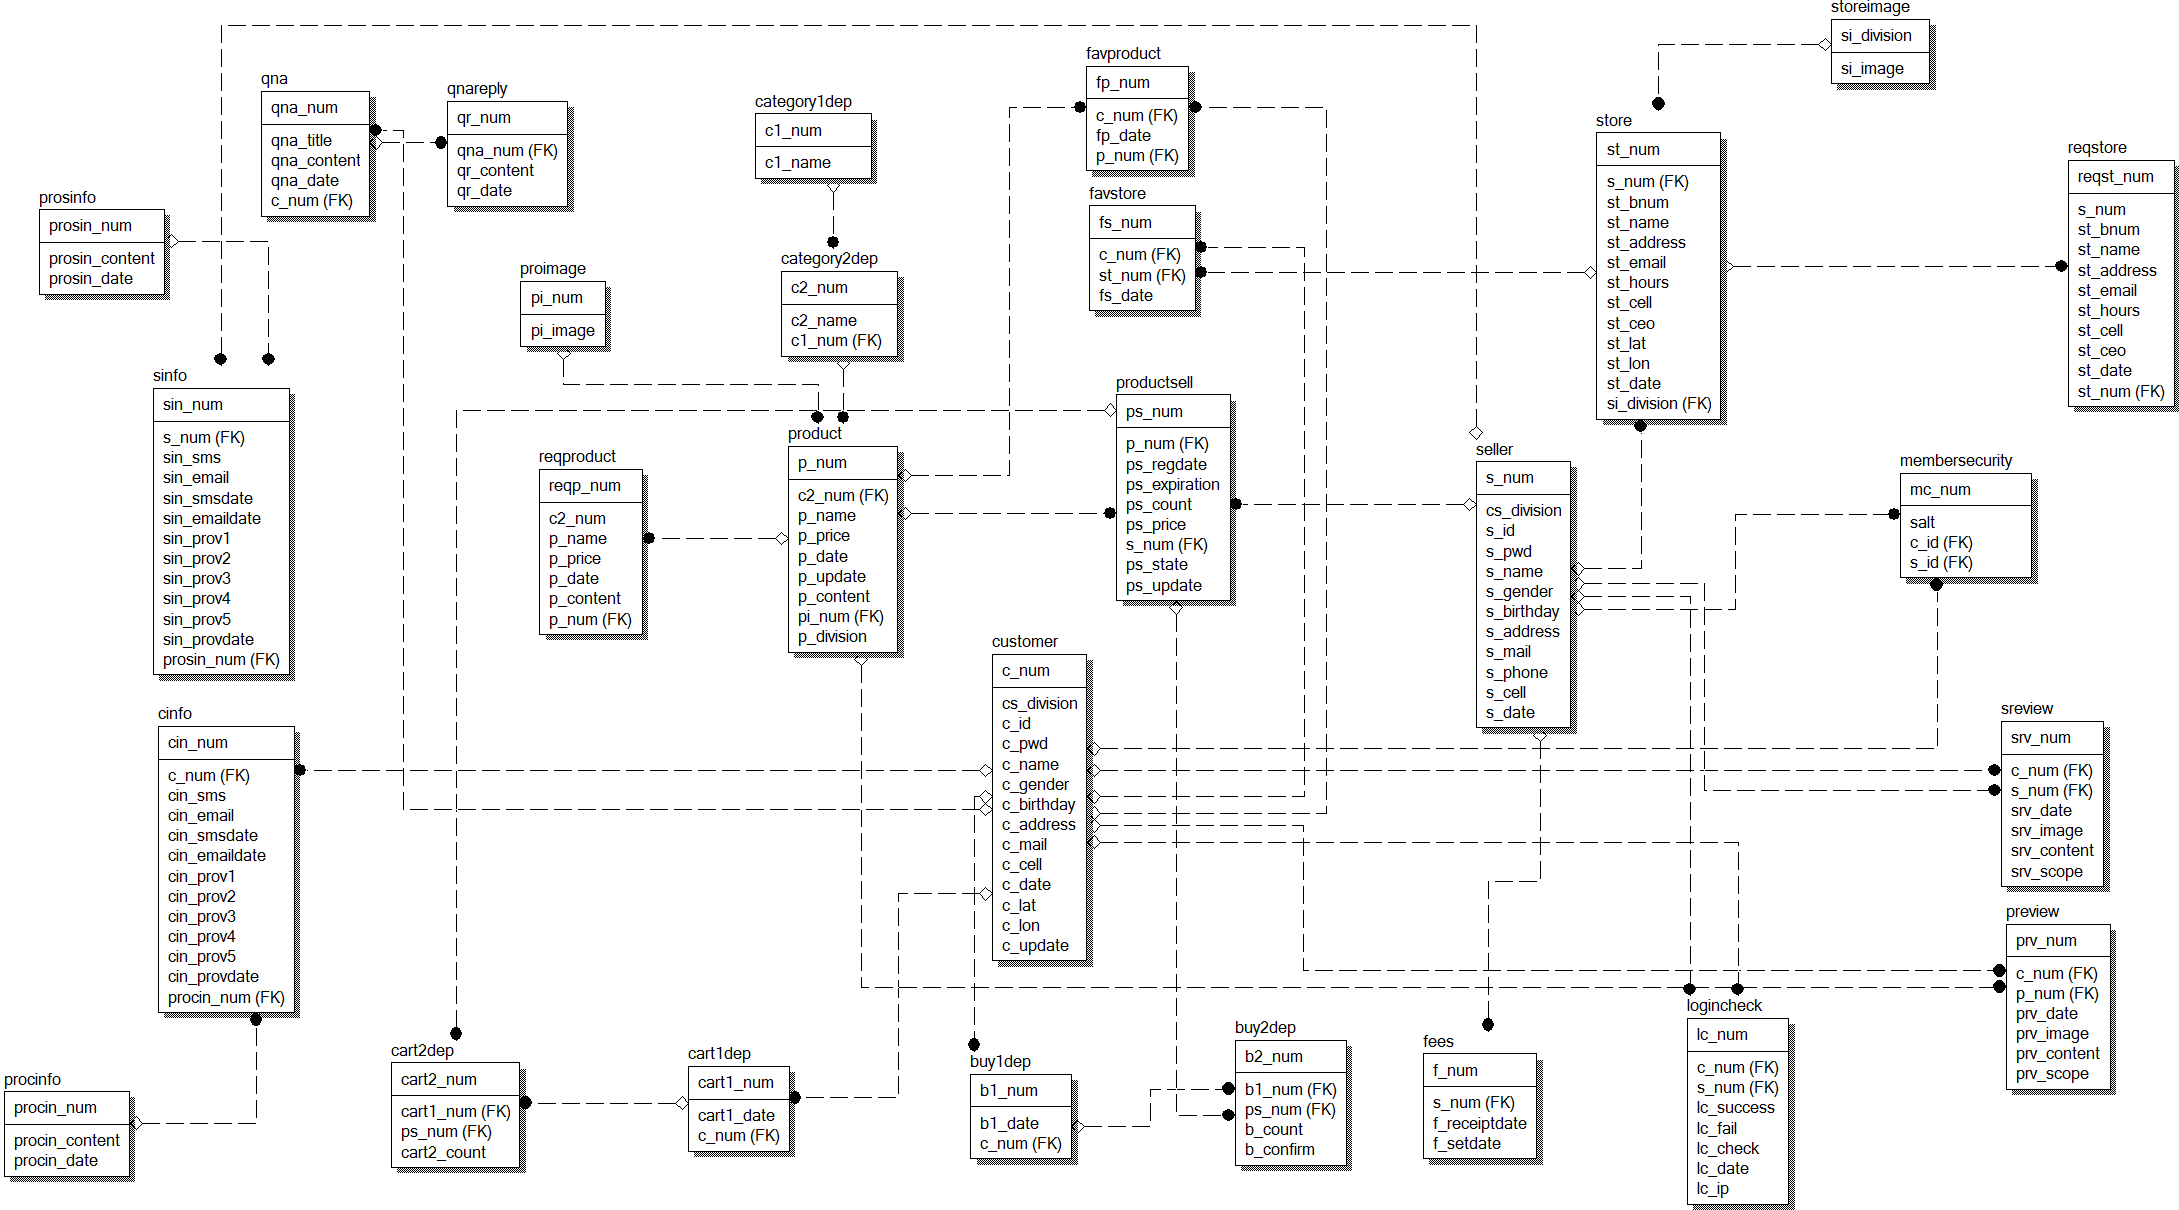 storeimage
si_division
si_image
favproduct
fp_num
c_num (FK)
fp_date
p_num (FK)
qna
qna_num
qna_title
qna_content
qna_date
c_num (FK)
qnareply
qr_num
qna_num (FK)
qr_content
qr_date
category1dep
c1_num
c1_name
store
st_num
s_num (FK)
st_bnum
st_name
st_address
st_email
st_hours
st_cell
st_ceo
st_lat
st_lon
st_date
si_division (FK)
reqstore
reqst_num
s_num
st_bnum
st_name
st_address
st_email
st_hours
st_cell
st_ceo
st_date
st_num (FK)
prosinfo
prosin_num
prosin_content
prosin_date
favstore
fs_num
c_num (FK)
st_num (FK)
fs_date
category2dep
c2_num
c2_name
c1_num (FK)
proimage
pi_num
pi_image
sinfo
sin_num
s_num (FK)
sin_sms
sin_email
sin_smsdate
sin_emaildate
sin_prov1
sin_prov2
sin_prov3
sin_prov4
sin_prov5
sin_provdate
prosin_num (FK)
productsell
ps_num
p_num (FK)
ps_regdate
ps_expiration
ps_count
ps_price
s_num (FK)
ps_state
ps_update
product
p_num
c2_num (FK)
p_name
p_price
p_date
p_update
p_content
pi_num (FK)
p_division
reqproduct
reqp_num
c2_num
p_name
p_price
p_date
p_content
p_num (FK)
seller
s_num
cs_division
s_id
s_pwd
s_name
s_gender
s_birthday
s_address
s_mail
s_phone
s_cell
s_date
membersecurity
mc_num
salt
c_id (FK)
s_id (FK)
customer
c_num
cs_division
c_id
c_pwd
c_name
c_gender
c_birthday
c_address
c_mail
c_cell
c_date
c_lat
c_lon
c_update
cinfo
cin_num
c_num (FK)
cin_sms
cin_email
cin_smsdate
cin_emaildate
cin_prov1
cin_prov2
cin_prov3
cin_prov4
cin_prov5
cin_provdate
procin_num (FK)
sreview
srv_num
c_num (FK)
s_num (FK)
srv_date
srv_image
srv_content
srv_scope
preview
prv_num
c_num (FK)
p_num (FK)
prv_date
prv_image
prv_content
prv_scope
logincheck
lc_num
c_num (FK)
s_num (FK)
lc_success
lc_fail
lc_check
lc_date
lc_ip
buy2dep
b2_num
b1_num (FK)
ps_num (FK)
b_count
b_confirm
fees
f_num
s_num (FK)
f_receiptdate
f_setdate
cart2dep
cart2_num
cart1_num (FK)
ps_num (FK)
cart2_count
cart1dep
cart1_num
cart1_date
c_num (FK)
buy1dep
b1_num
b1_date
c_num (FK)
procinfo
procin_num
procin_content
procin_date